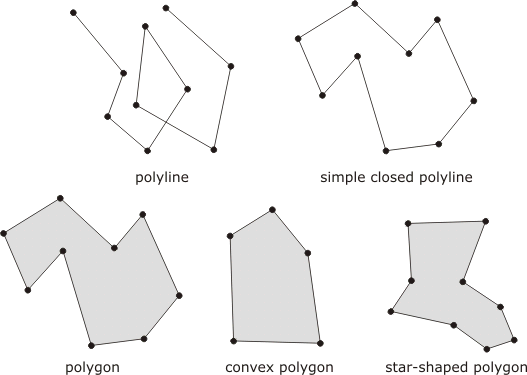 polyline
simple closed polyline
polygon
convex polygon
star-shaped polygon